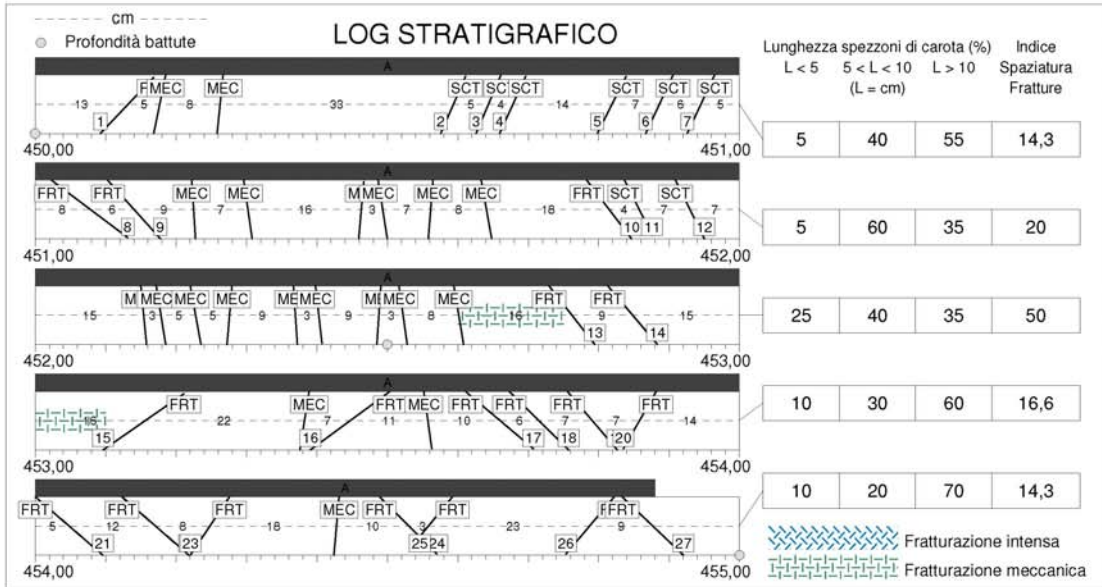 cm
Profondità battute
LOG STRATIGRAFICO
Lunghezza spezzoni di carota (%)
L < 5 5 < L < 10 L > 10
(L = cm)
Indice
Spaziatura
Fratture
A
MEC MEC SCT SCT SCT SCT SCT
13 5 8 33 5 4 14 7 6 5
1 2 3 4 5 6 7
450,00 451,00
5 40 55 14,3
A
FRT FRT MEC MEC MEC MEC MEC FRT SCT SCT
8 6 9 7 16 3 7 8 18 4 7 7
8 9 10 11 12
451,00 452,00
5 60 35 20
A
MEC MEC MEC MEC MEC MEC FRT FRT
15 3 5 5 9 3 9 3 8 16 9 15
13 14
452,00 453,00
25 40 35 50
A
FRT MEC FRT MEC FRT FRT FRT FRT
22 7 11 10 6 7 7 14
15 16 17 18 20
453,00 454,00
10 30 60 16,6
A
FRT FRT FRT MEC FRT FRT FRT
5 12 8 18 10 3 23 9
21 23 25 24 26 27
454,00 455,00
10 20 70 14,3
Fratturazione intensa
Fratturazione meccanica